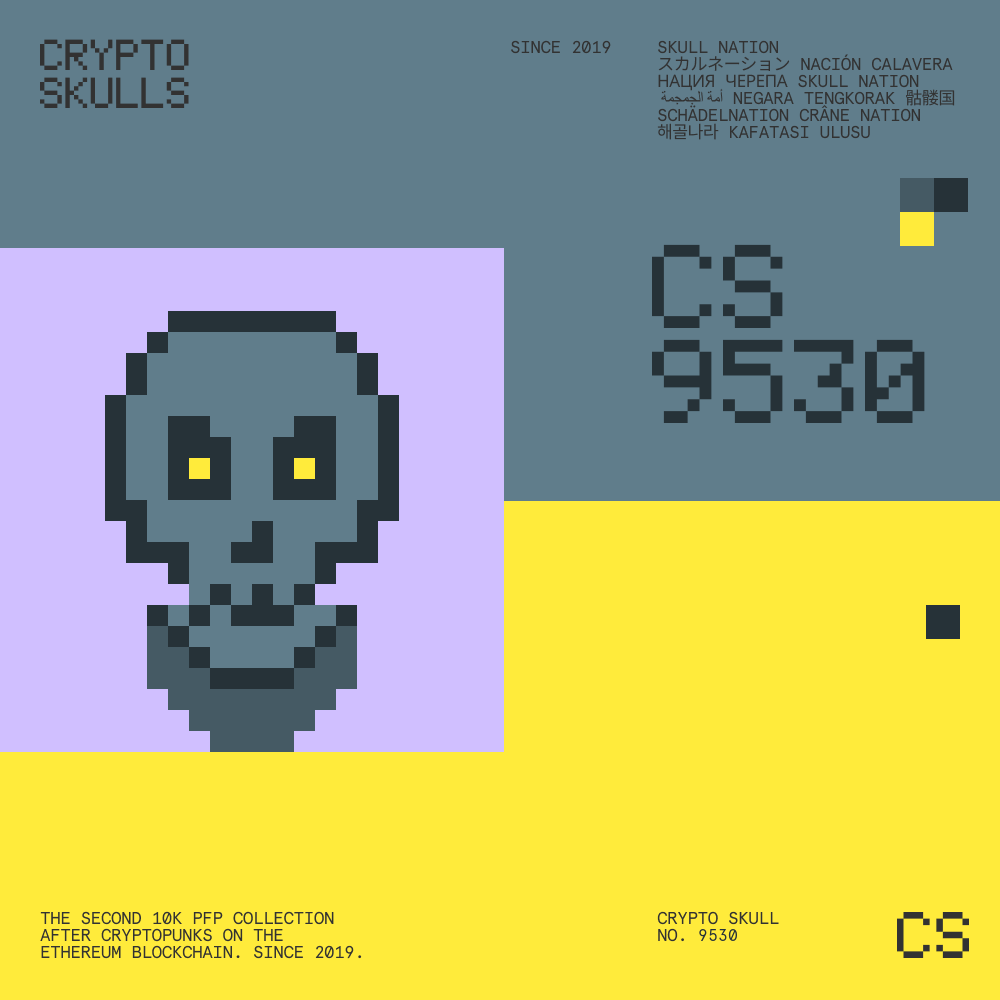 CRYPTO
SKULLS
SINCE 2019
SKULL NATION
スカルネーション NACIÓN CALAVERA
НАЦИЯ ЧЕРЕПА SKULL NATION
أمة الجمجمة NEGARA TENGKORAK 骷髅国
SCHÄDELNATION CRÂNE NATION
해골나라 KAFATASI ULUSU
CS
9530
THE SECOND 10K PFP COLLECTION
AFTER CRYPTOPUNKS ON THE
ETHEREUM BLOCKCHAIN. SINCE 2019.
CRYPTO SKULL
NO. 9530
CS